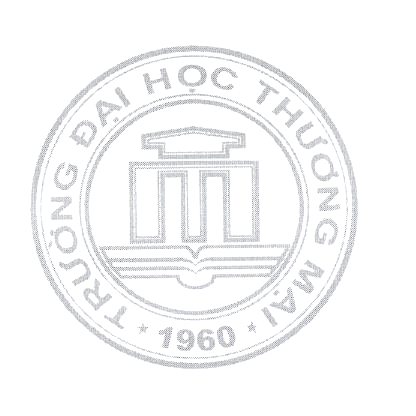 TRƯỜNG ĐẠI HỌC THƯƠNG MẠI
* 1960 *